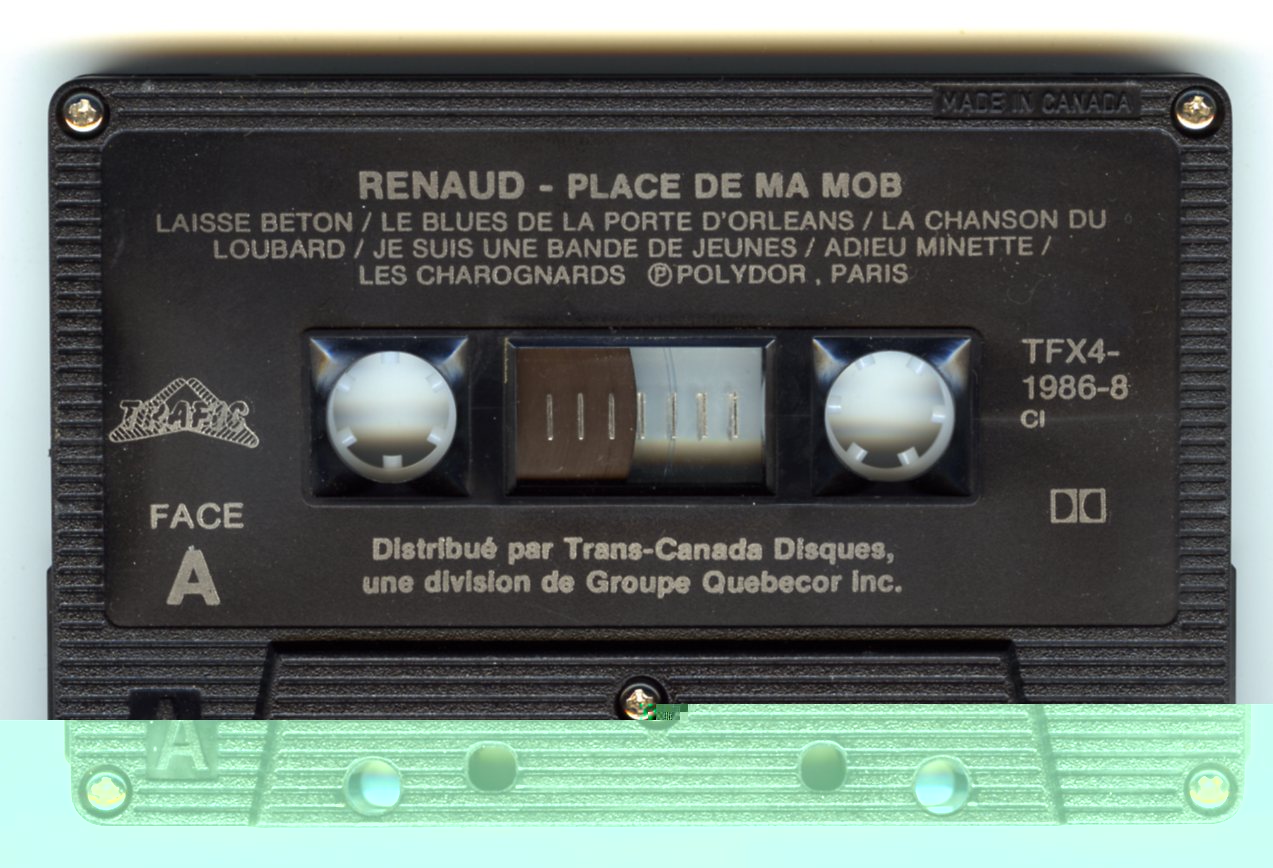 MADE IN CANADA
RENAUD - PLACE DE MA MOB
LAISSE BETON / LE BLUES DE LA PORTE D'ORLEANS / LA CHANSON DU
LOUBARD / JE SUIS UNE BANDE DE JEUNES / ADIEU MINETTE /
LES CHAROGNARDS ℗ POLYDOR , PARIS
TFX4-
1986-8
CI
TRAFIC
FACE
A
Distribué par Trans-Canada Disques,
une division de Groupe Quebecor Inc.
A